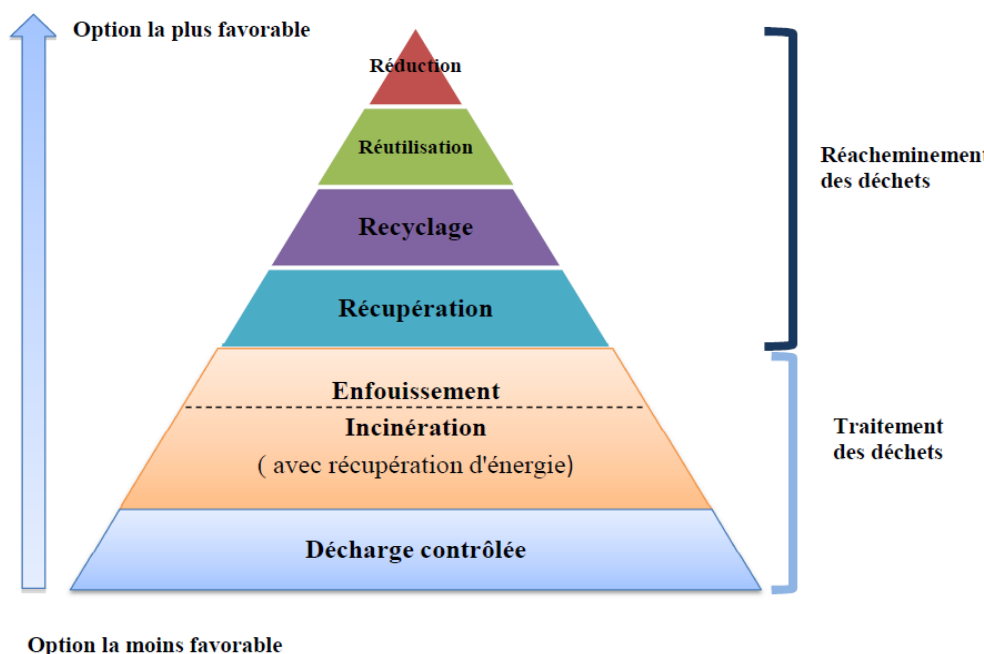 Option la plus favorable
Réduction
Réutilisation
Recyclage
Récupération
Enfouissement
Incinération
( avec récupération d'énergie)
Décharge contrôlée
Option la moins favorable
Réacheminement
des déchets
Traitement
des déchets